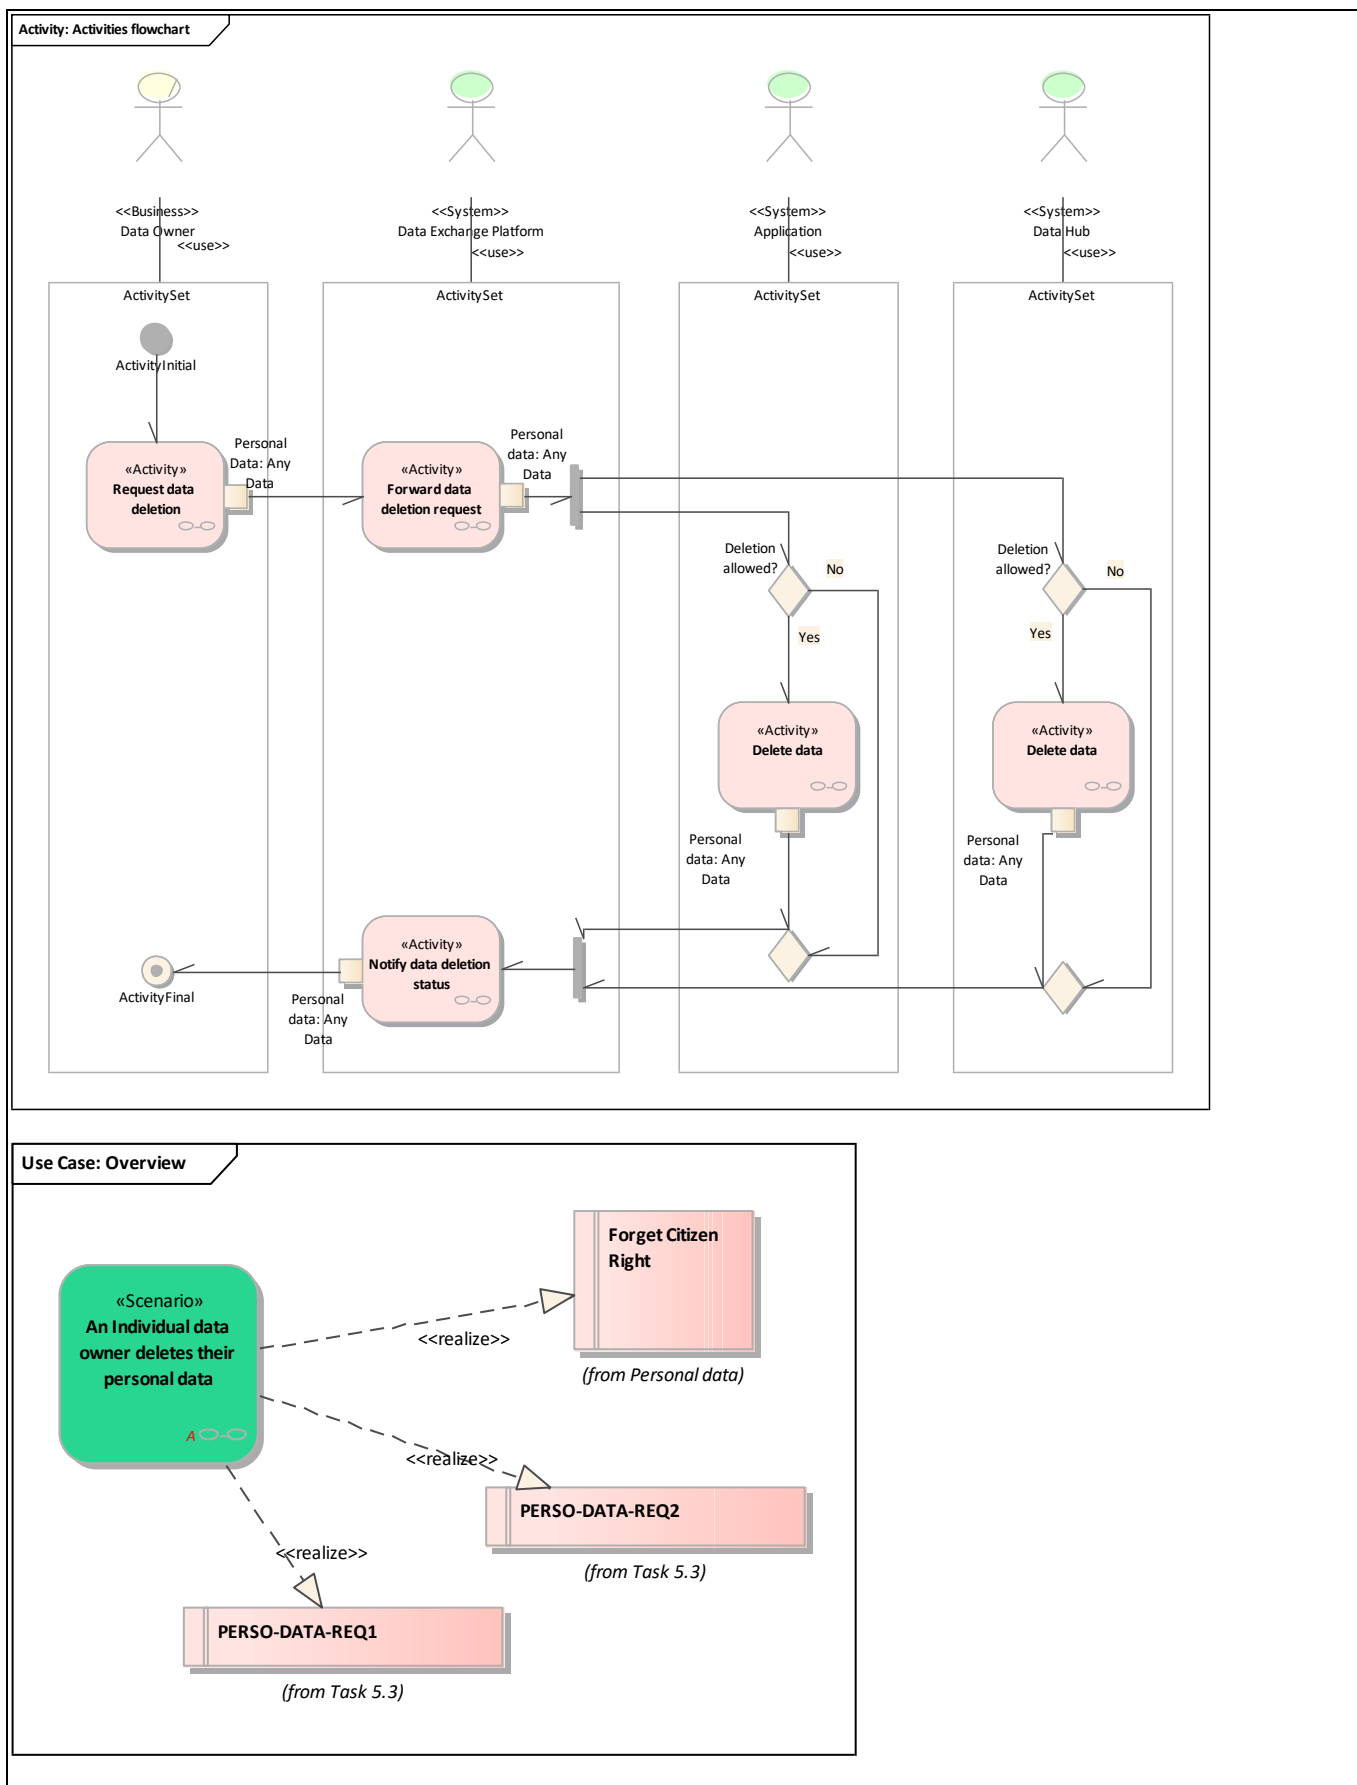 Activity: Activities flowchart
<<Business>>
Data Owner
<<use>>
<<System>>
Data Exchange Platform
<<use>>
<<System>>
Application
<<use>>
<<System>>
Data Hub
<<use>>
ActivitySet
ActivitySet
ActivitySet
ActivitySet
ActivityInitial
«Activity»
Request data
deletion
Personal
Data: Any
Data
«Activity»
Forward data
deletion request
Personal
data: Any
Data
Deletion
allowed?
No
Yes
Deletion
allowed?
No
Yes
«Activity»
Delete data
«Activity»
Delete data
Personal
data: Any
Data
Personal
data: Any
Data
«Activity»
Notify data deletion
status
Personal
data: Any
Data
ActivityFinal
Use Case: Overview
«Scenario»
An Individual data
owner deletes their
personal data
A
<<realize>>
Forget Citizen
Right
(from Personal data)
<<realize>>
PERSO-DATA-REQ2
(from Task 5.3)
<<realize>>
PERSO-DATA-REQ1
(from Task 5.3)